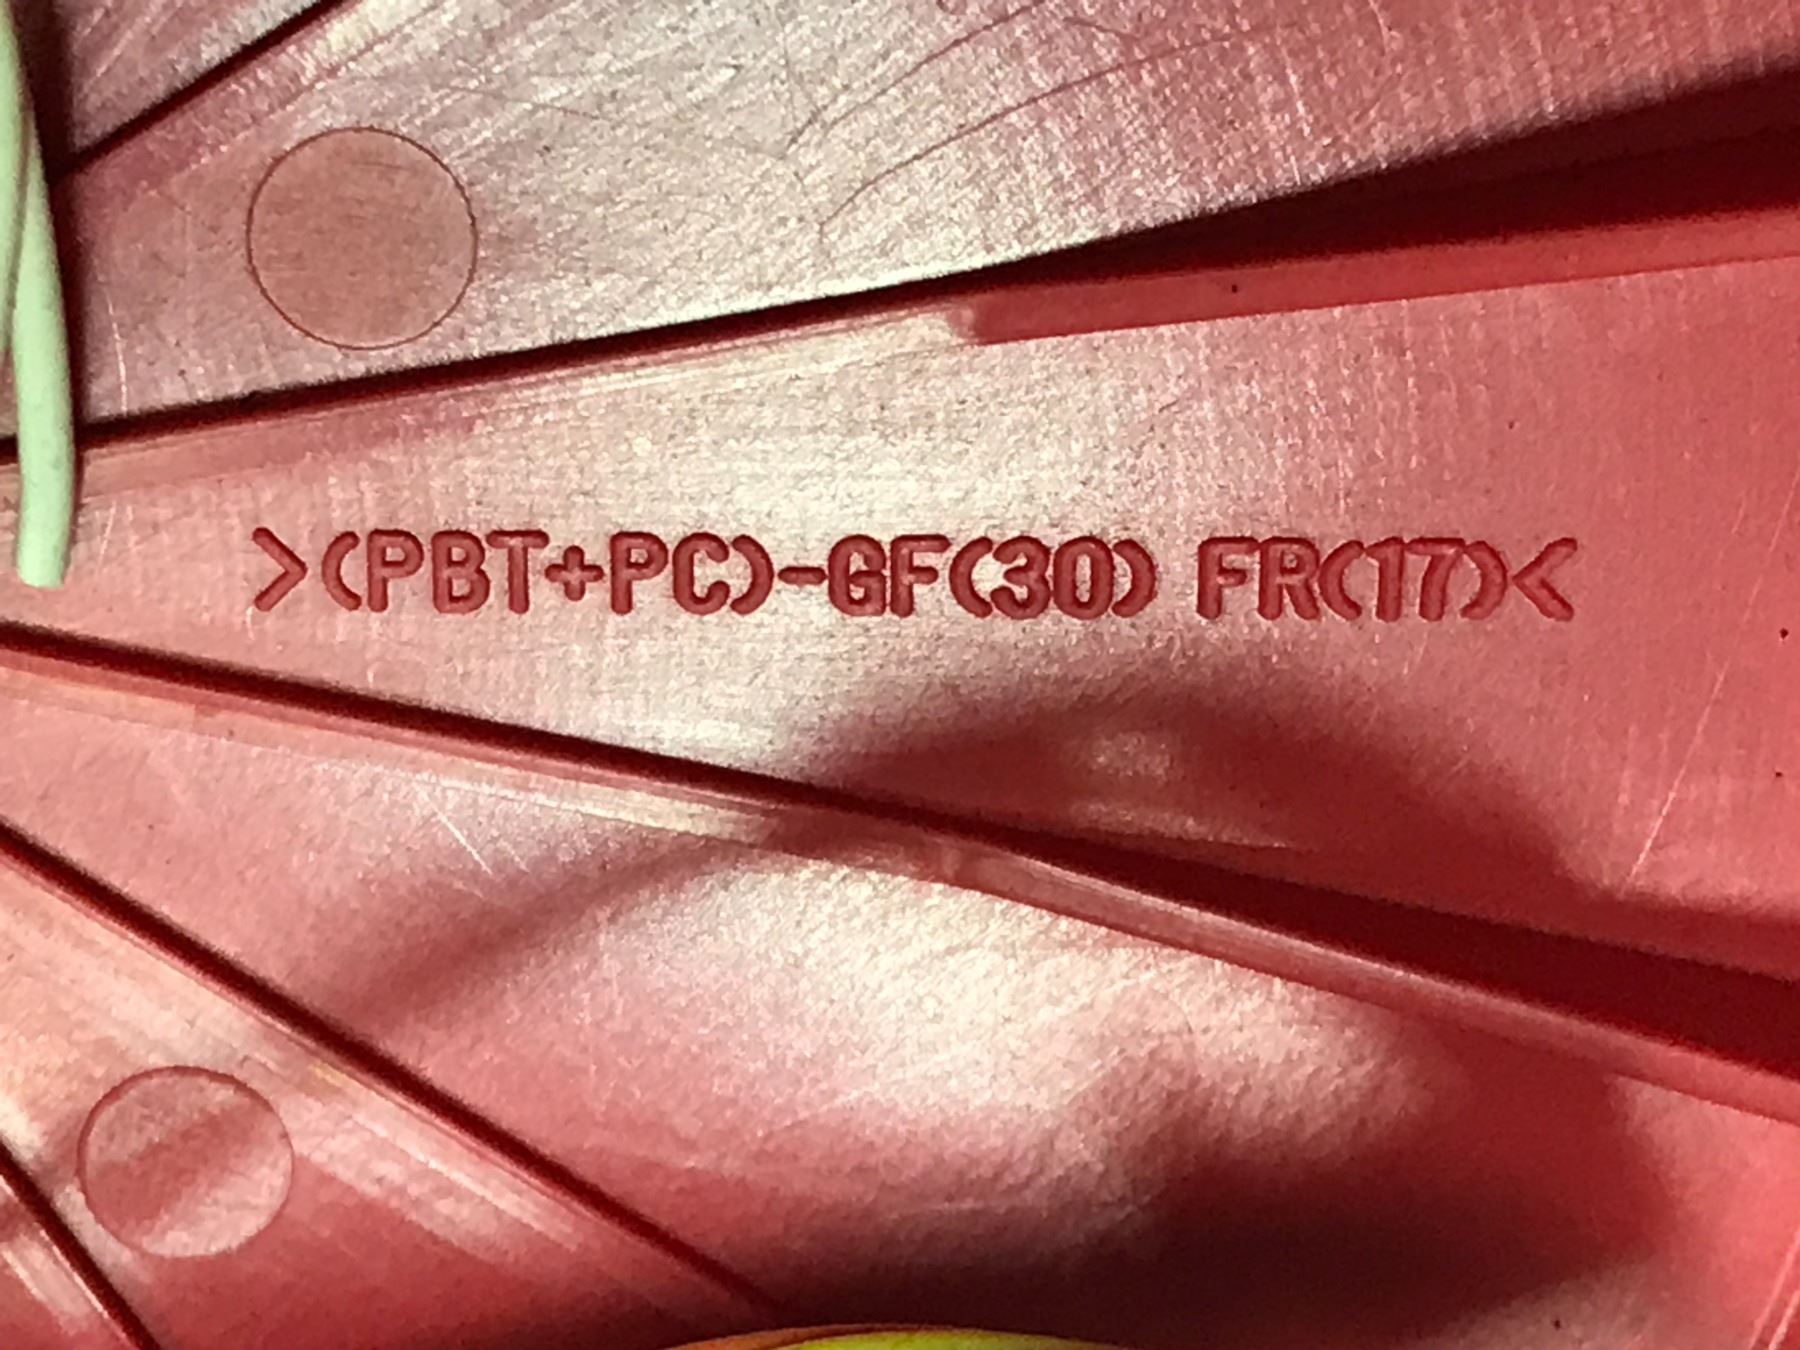 >(PBT+PC)-GF(30) FR(17)<